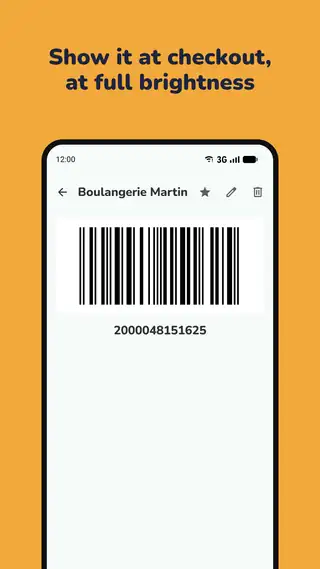 Show it at checkout,
at full brightness
12:00
3G
Boulangerie Martin
2000048151625